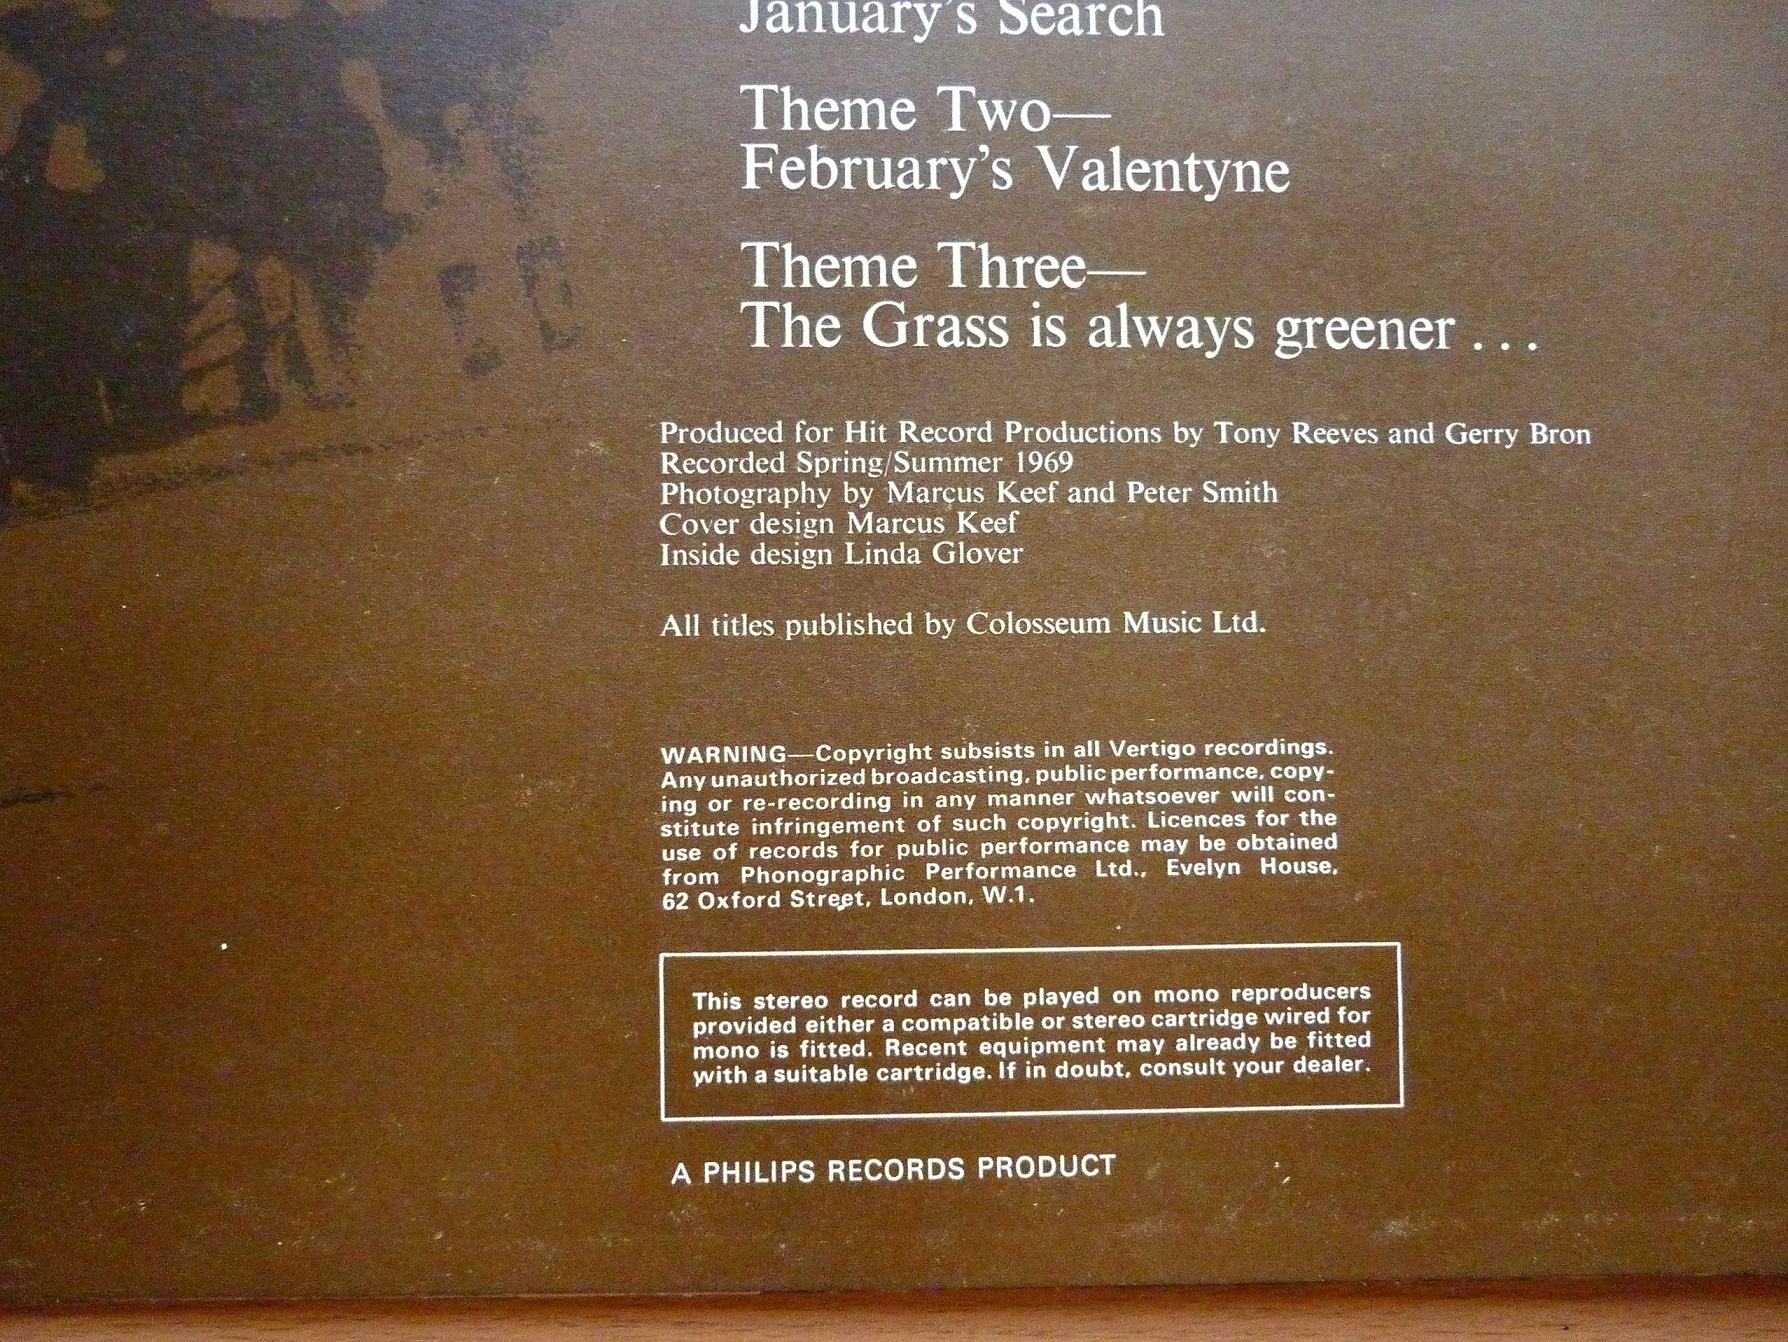 January's Search
Theme Two—
February's Valentyne
Theme Three—
The Grass is always greener . . .
Produced for Hit Record Productions by Tony Reeves and Gerry Bron
Recorded Spring/Summer 1969
Photography by Marcus Keef and Peter Smith
Cover design Marcus Keef
Inside design Linda Glover
All titles published by Colosseum Music Ltd.
WARNING—Copyright subsists in all Vertigo recordings.
Any unauthorized broadcasting, public performance, copy-
ing or re-recording in any manner whatsoever will con-
stitute infringement of such copyright. Licences for the
use of records for public performance may be obtained
from Phonographic Performance Ltd., Evelyn House,
62 Oxford Street, London, W.1.
This stereo record can be played on mono reproducers
provided either a compatible or stereo cartridge wired for
mono is fitted. Recent equipment may already be fitted
with a suitable cartridge. If in doubt, consult your dealer.
A PHILIPS RECORDS PRODUCT